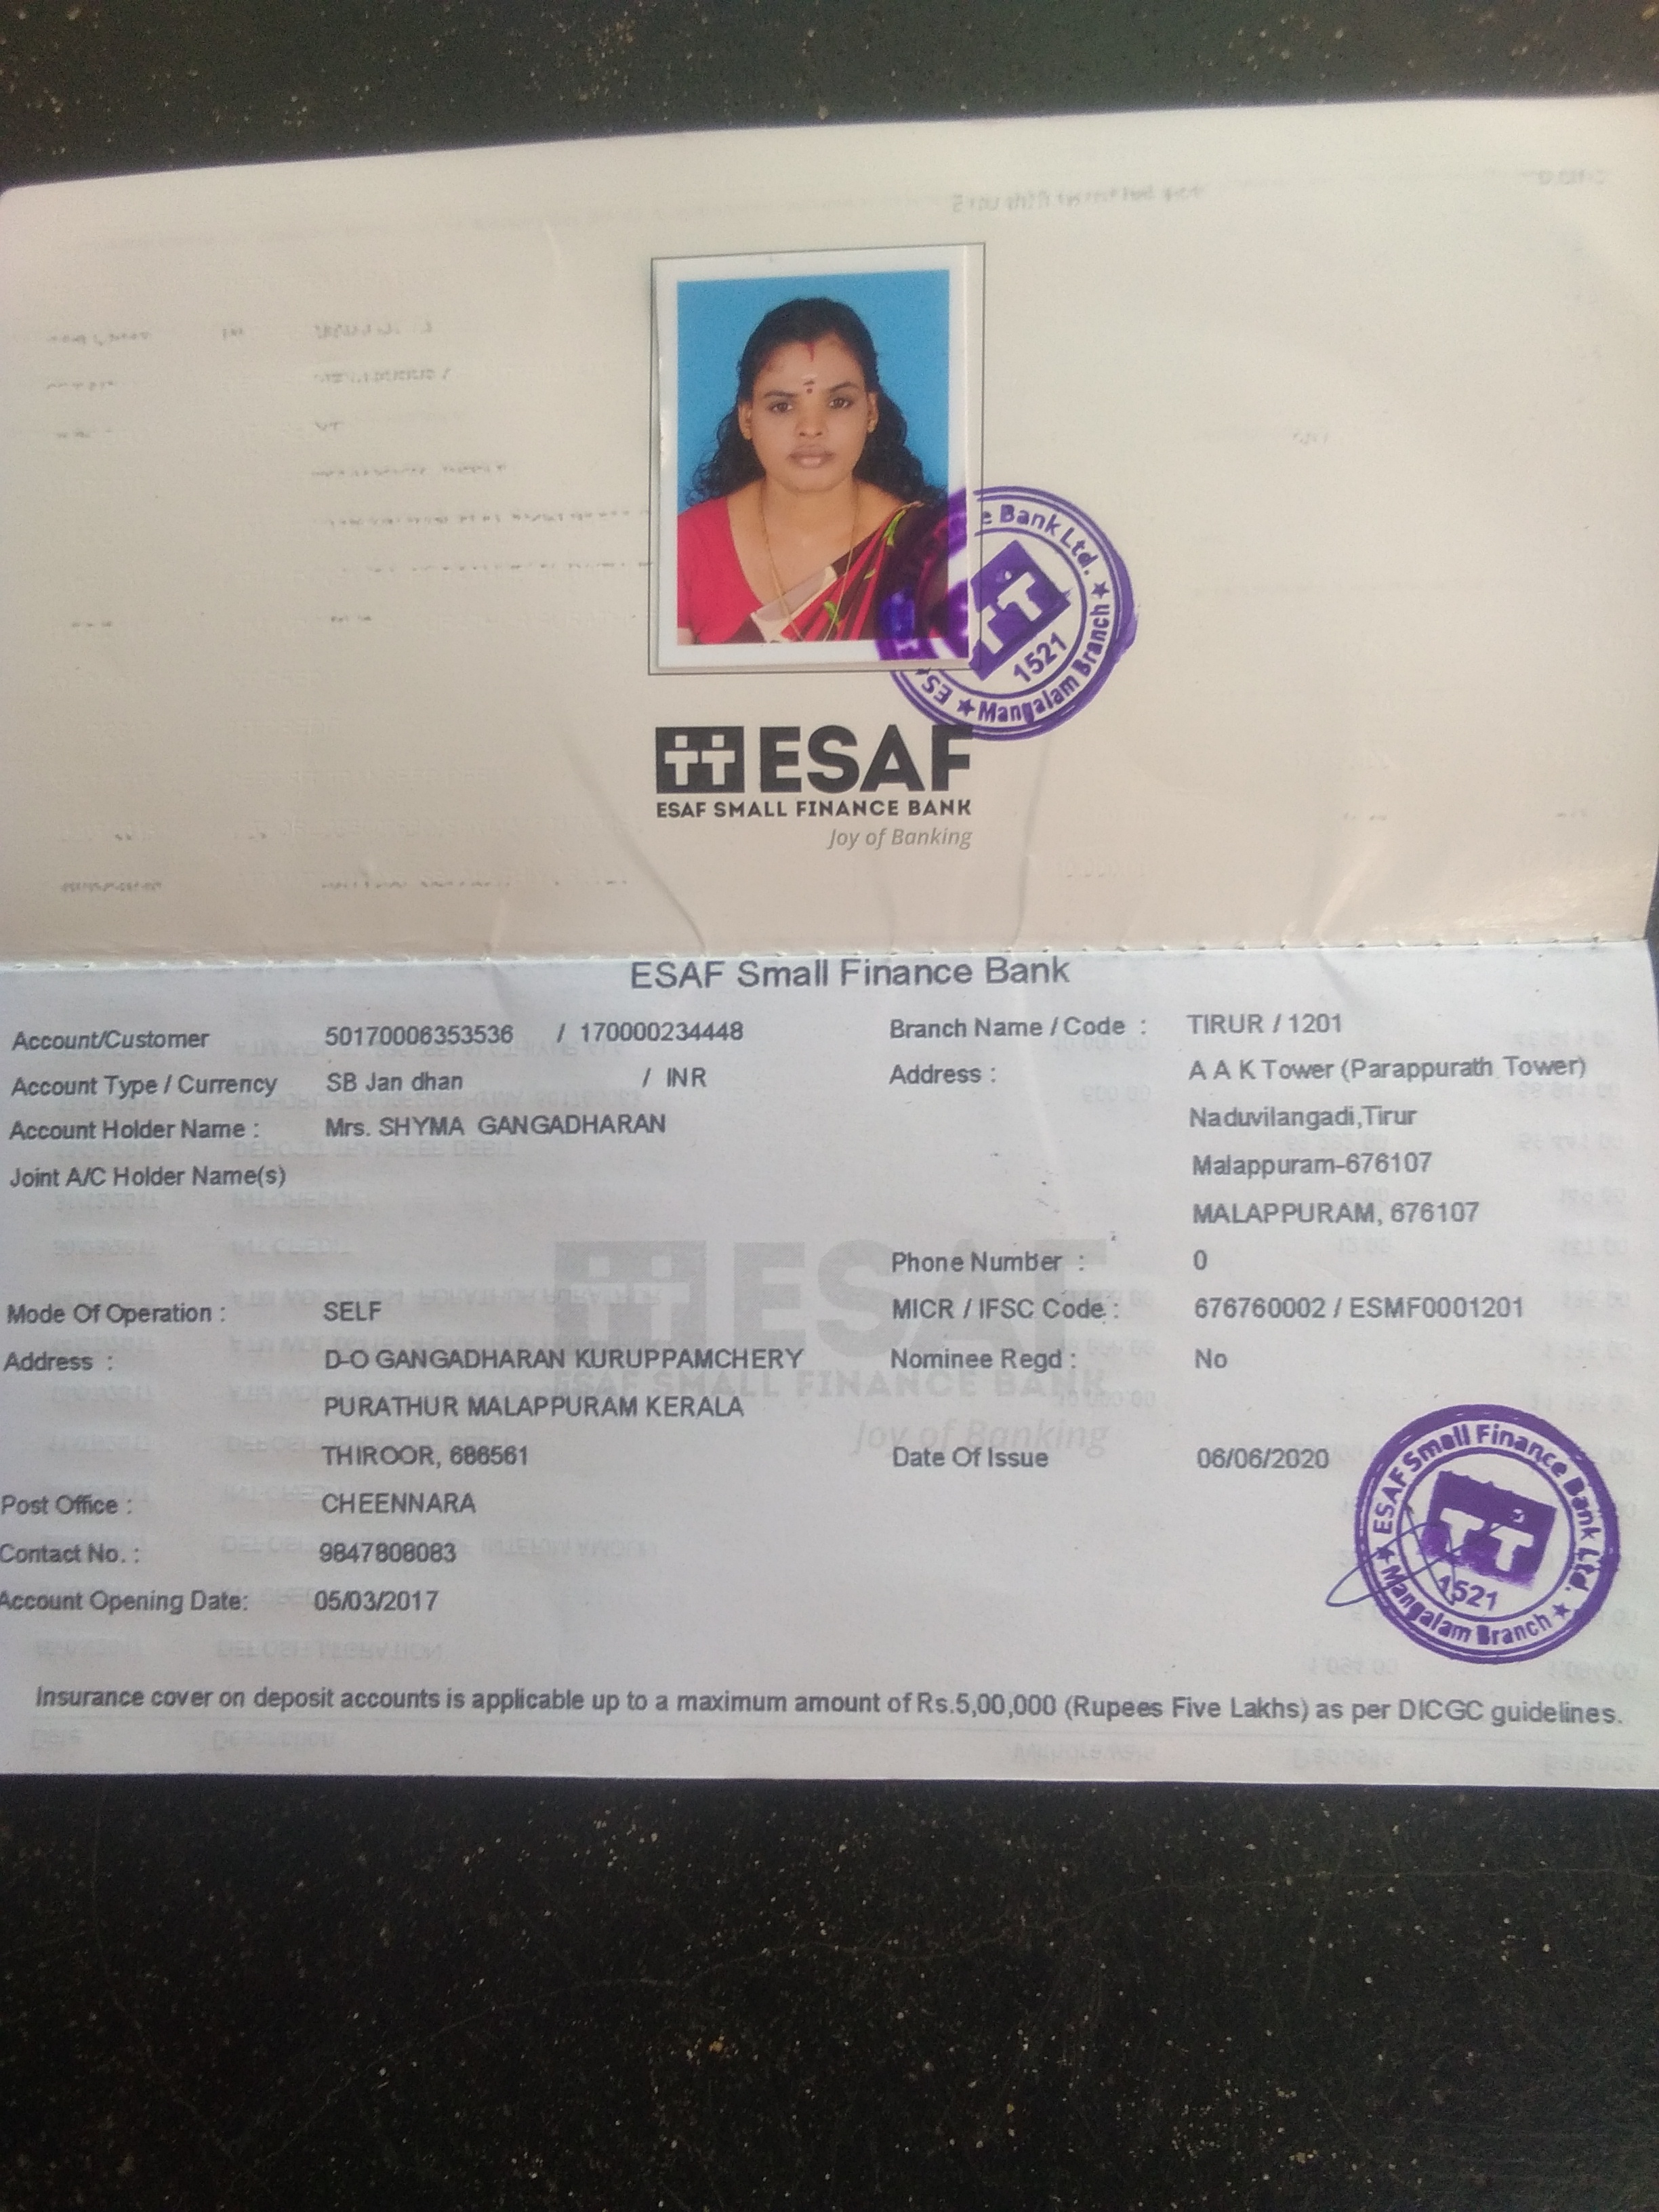 e Bank Ltd.
1521
ESA ★ Mangalam Branch ★
ESAF
ESAF SMALL FINANCE BANK
Joy of Banking
ESAF Small Finance Bank
Account/Customer 50170006353536 / 170000234448 Branch Name / Code : TIRUR / 1201
Account Type / Currency SB Jan dhan / INR Address : A A K Tower (Parappurath Tower)
Account Holder Name : Mrs. SHYMA GANGADHARAN Naduvilangadi,Tirur
Joint A/C Holder Name(s) Malappuram-676107
MALAPPURAM, 676107
Phone Number : 0
Mode Of Operation : SELF MICR / IFSC Code : 676760002 / ESMF0001201
Address : D-O GANGADHARAN KURUPPAMCHERY Nominee Regd : No
PURATHUR MALAPPURAM KERALA
THIROOR, 686561 Date Of Issue 06/06/2020
Post Office : CHEENNARA
Contact No. : 9847808083
Account Opening Date: 05/03/2017
ESAF Small Finance Bank Ltd.
1521
★ Mangalam Branch ★
ESAF
ESAF SMALL FINANCE BANK
Joy of Banking
Insurance cover on deposit accounts is applicable up to a maximum amount of Rs.5,00,000 (Rupees Five Lakhs) as per DICGC guidelines.